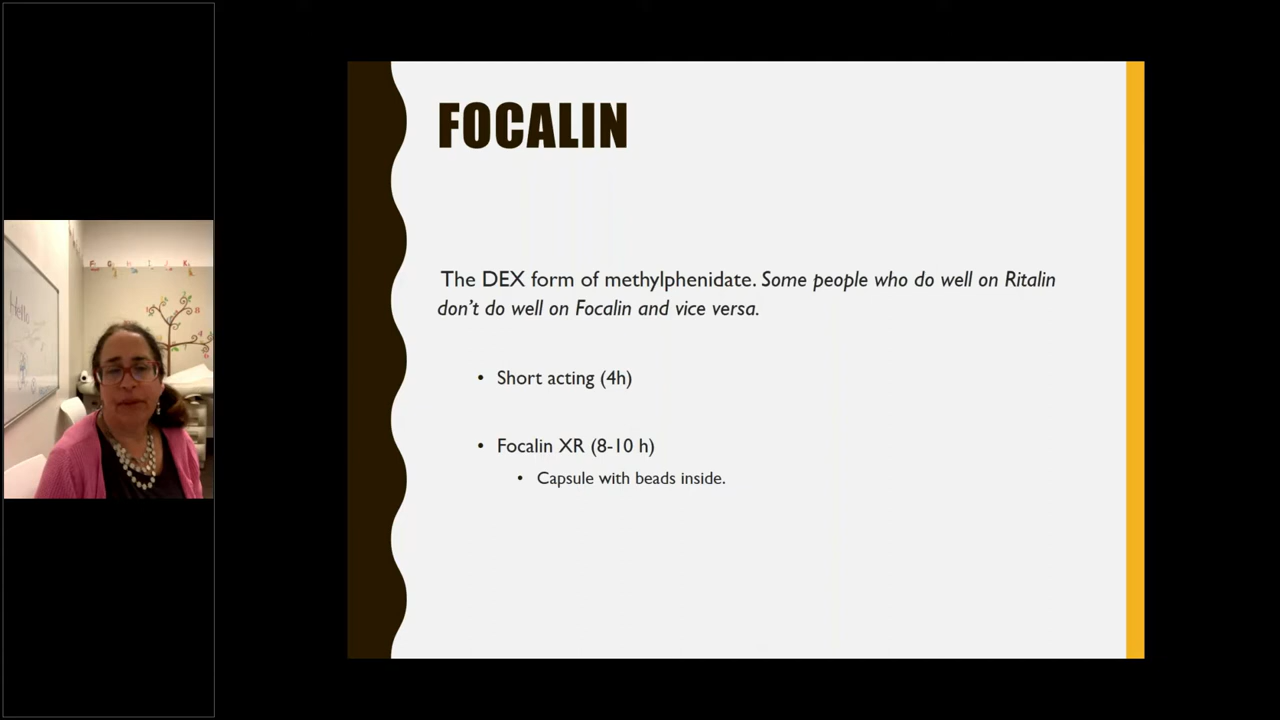 FOCALIN
The DEX form of methylphenidate. Some people who do well on Ritalin
don't do well on Focalin and vice versa.
• Short acting (4h)
• Focalin XR (8-10 h)
• Capsule with beads inside.
Hello